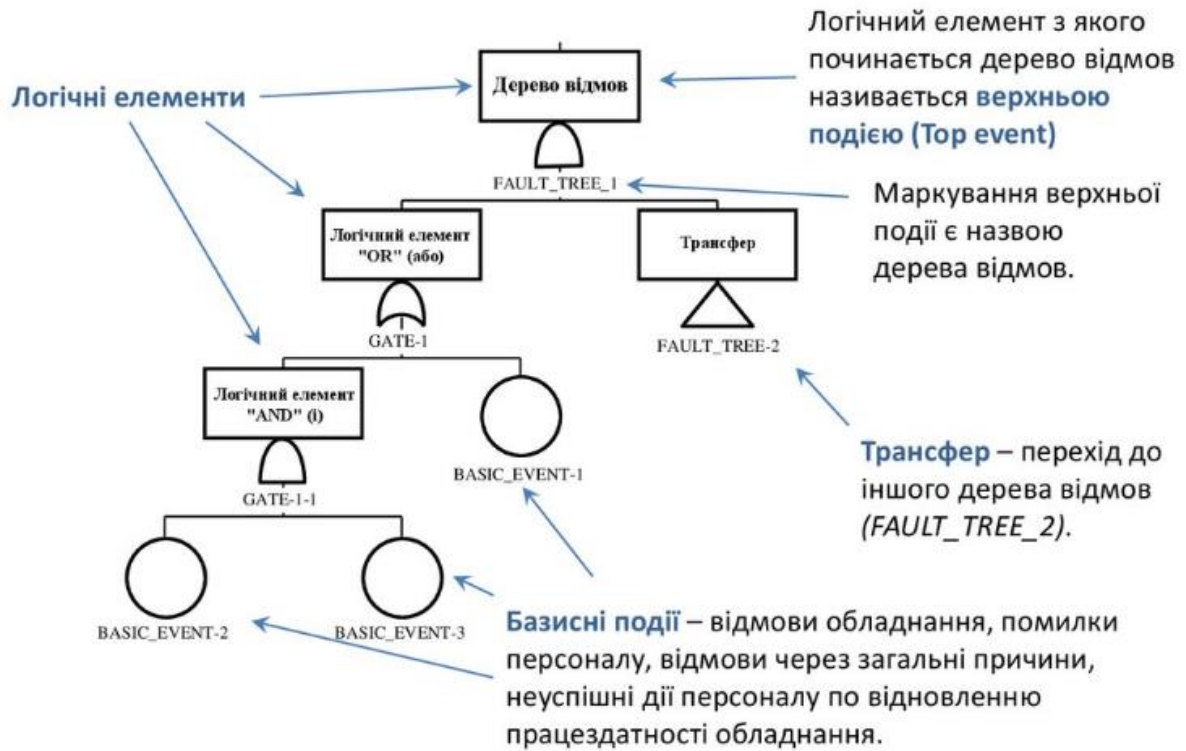 Логічний елемент з якого
починається дерево відмов
називається верхньою
подією (Top event)
Логічні елементи
Дерево відмов
FAULT_TREE_1
Маркування верхньої
події є назвою
дерева відмов.
Логічний елемент
"OR" (або)
Трансфер
GATE-1
FAULT_TREE-2
Логічний елемент
"AND" (і)
BASIC_EVENT-1
GATE-1-1
Трансфер – перехід до
іншого дерева відмов
(FAULT_TREE_2).
BASIC_EVENT-2
BASIC_EVENT-3
Базисні події – відмови обладнання, помилки
персоналу, відмови через загальні причини,
неуспішні дії персоналу по відновленню
працездатності обладнання.